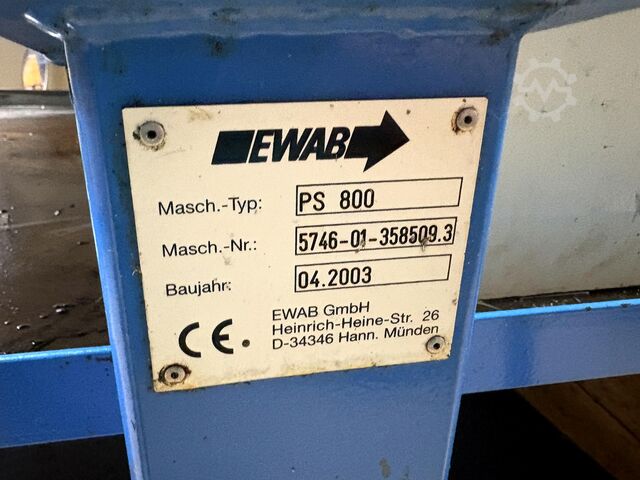 EWAB
Masch.-Typ: PS 800
Masch.-Nr.: 5746-01-358509.3
Baujahr: 04.2003
EWAB GmbH
Heinrich-Heine-Str. 26
D-34346 Hann. Münden
CE.